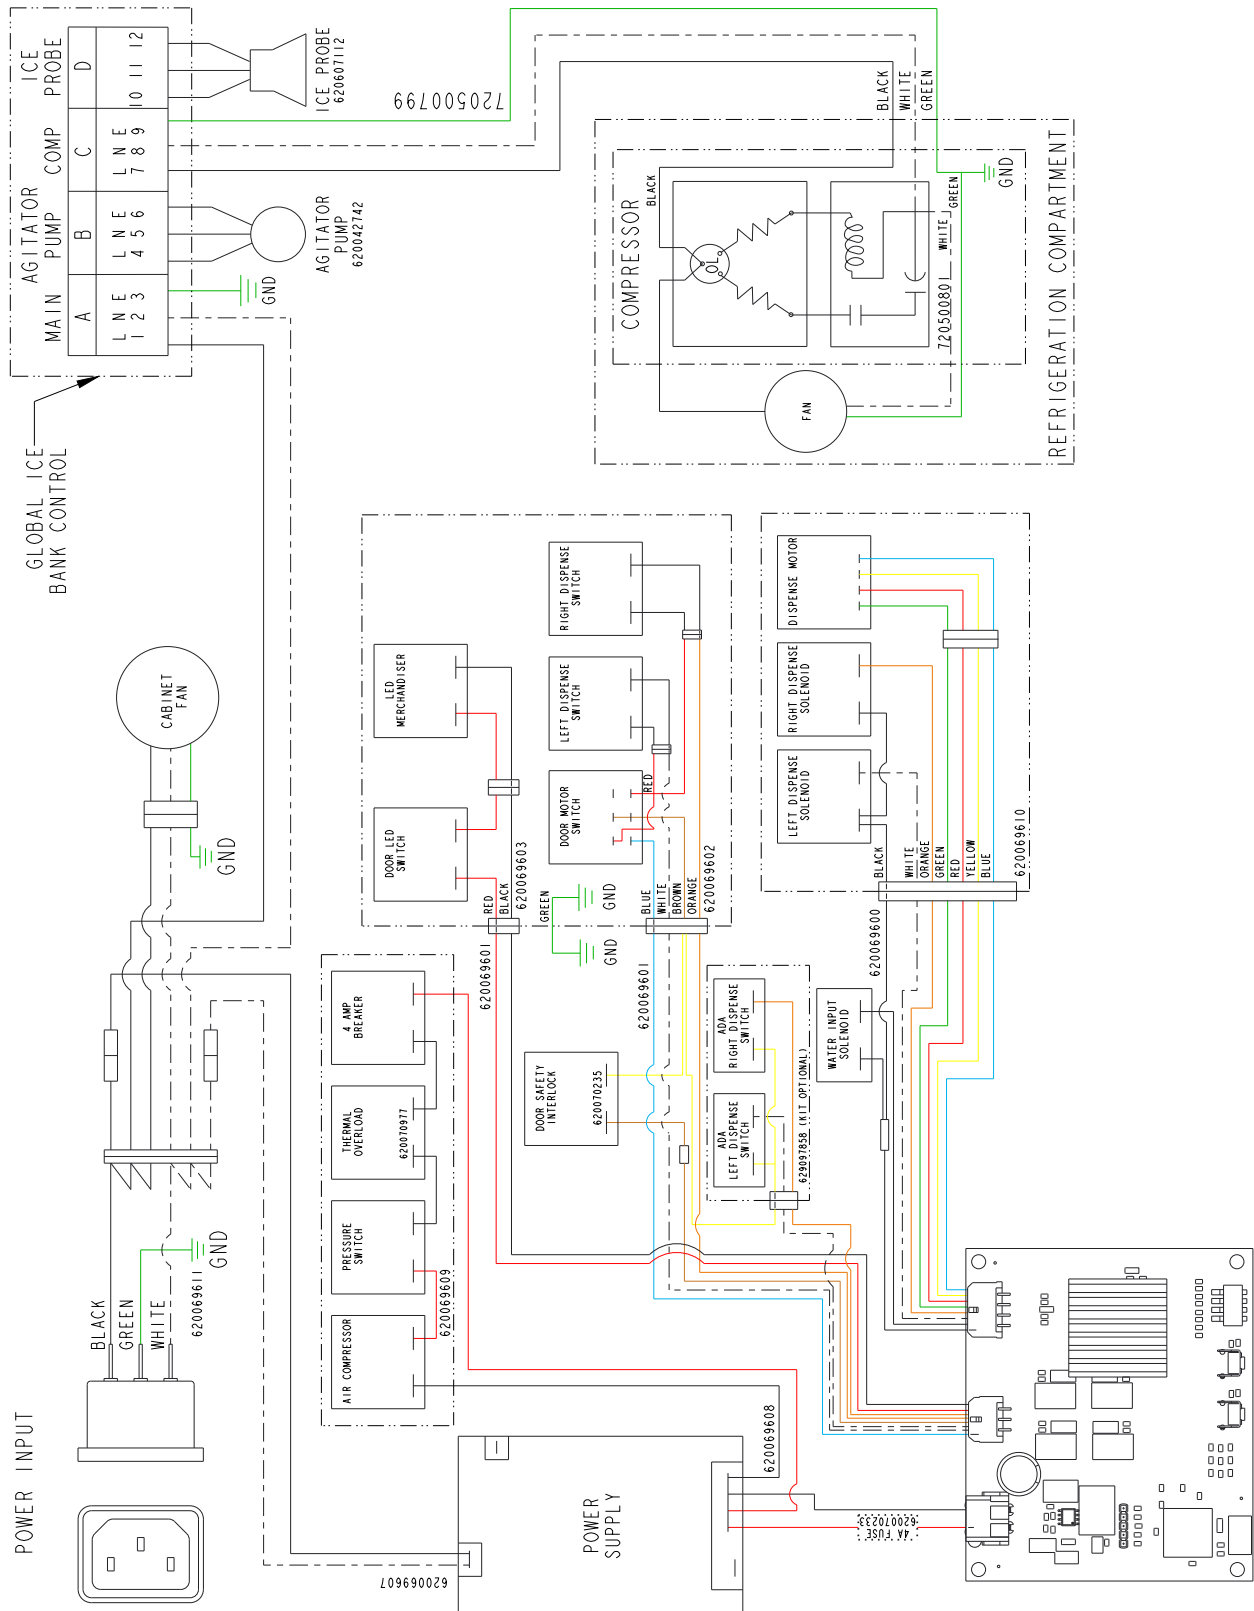 ICE
PROBE
D
10 11 12
COMP
C
L N E
7 8 9
AGITATOR
PUMP
B
L N E
4 5 6
MAIN
A
L N E
1 2 3
ICE PROBE
620607112
AGITATOR
PUMP
620042742
GND
GLOBAL ICE
BANK CONTROL
720500799
BLACK
WHITE
GREEN
REFRIGERATION COMPARTMENT
COMPRESSOR
BLACK
OL
WHITE
GREEN
GND
720500801
FAN
CABINET
FAN
GND
LED
MERCHANDISER
DOOR LED
SWITCH
RED
BLACK
620069603
620069601
RIGHT DISPENSE
SWITCH
LEFT DISPENSE
SWITCH
DOOR MOTOR
SWITCH
RED
GREEN
GND
GND
BLUE
WHITE
BROWN
ORANGE
620069602
620069601
DISPENSE MOTOR
RIGHT DISPENSE
SOLENOID
LEFT DISPENSE
SOLENOID
BLACK
WHITE
ORANGE
GREEN
RED
YELLOW
BLUE
620069610
620069600
WATER INPUT
SOLENOID
ADA
RIGHT DISPENSE
SWITCH
ADA
LEFT DISPENSE
SWITCH
629097858 (KIT OPTIONAL)
DOOR SAFETY
INTERLOCK
620070235
4 AMP
BREAKER
THERMAL
OVERLOAD
620070977
PRESSURE
SWITCH
AIR COMPRESSOR
620069609
POWER INPUT
BLACK
GREEN
WHITE
620069611
GND
620069607
POWER
SUPPLY
620069608
4A FUSE
620070233